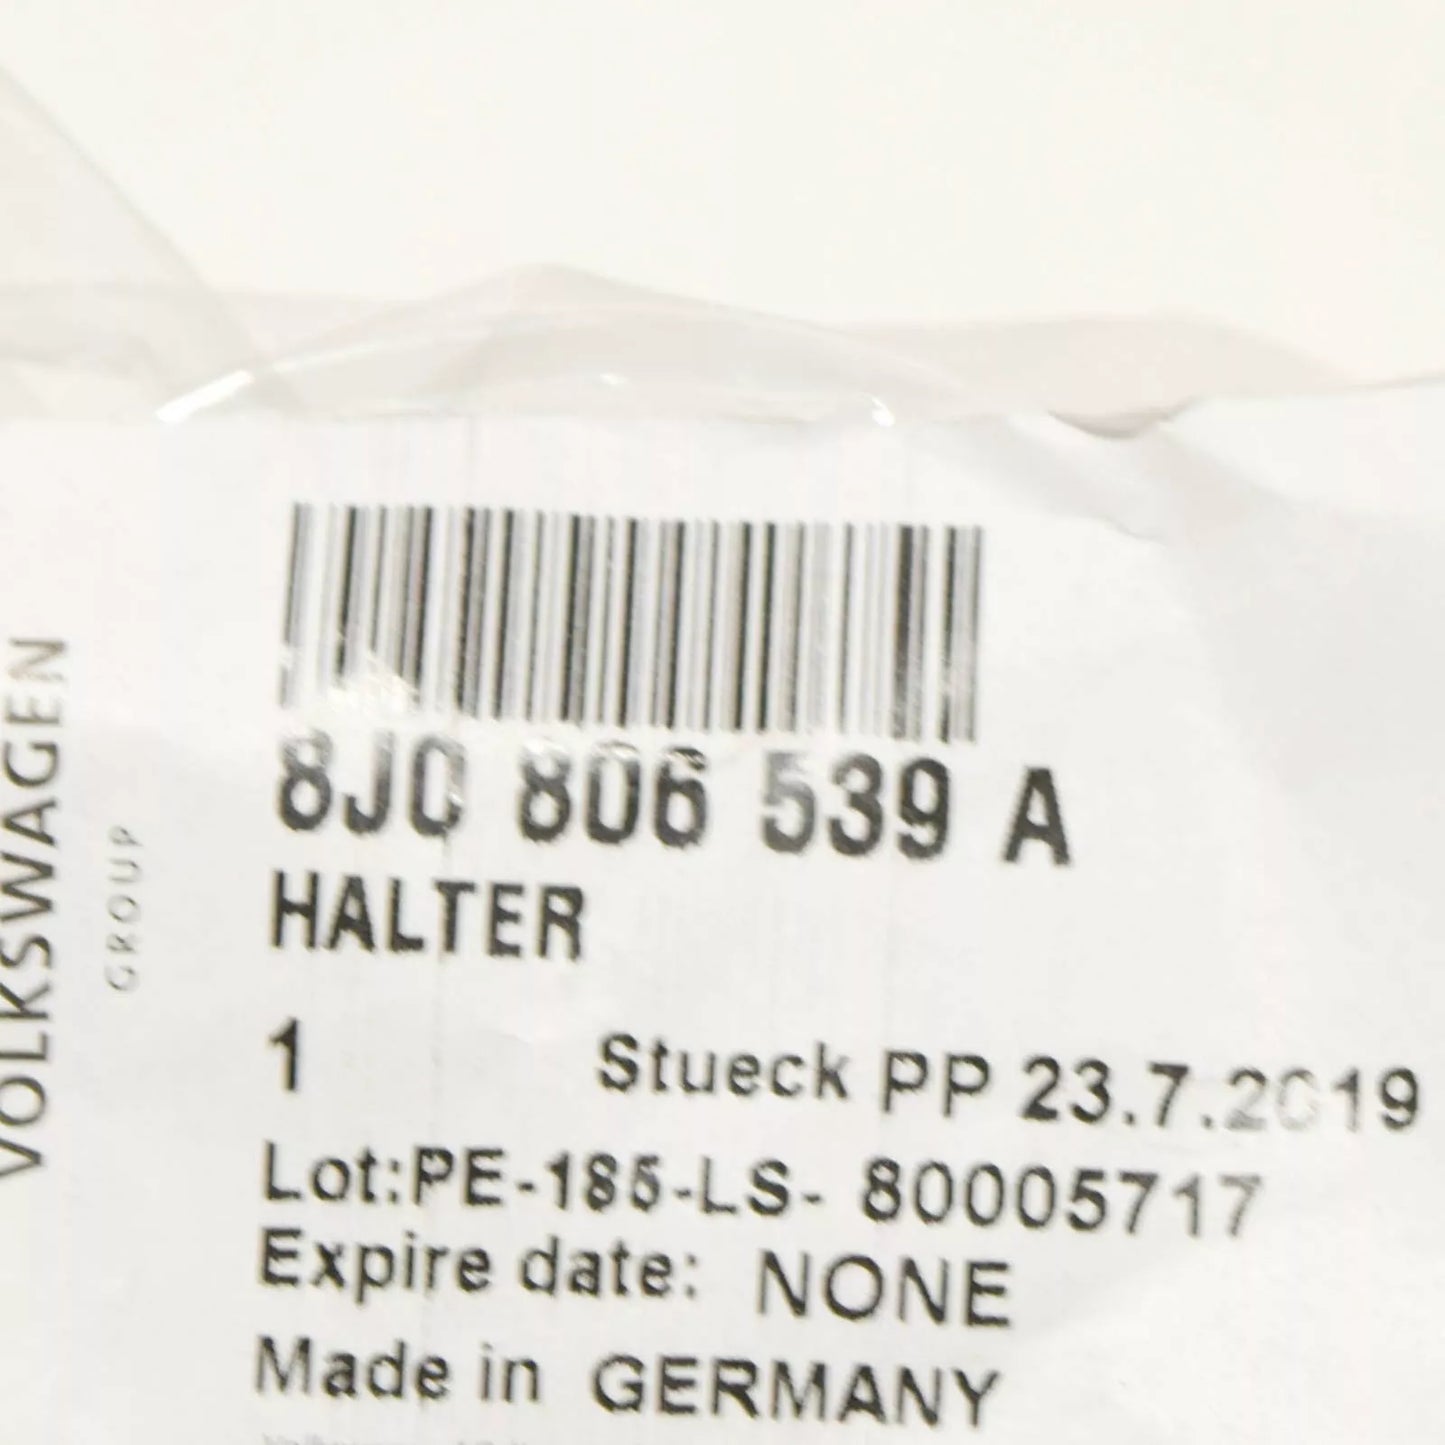 VOLKSWAGEN
GROUP
8J0 806 539 A
HALTER
1 Stueck PP 23.7.2019
Lot:PE-185-LS- 80005717
Expire date: NONE
Made in GERMANY